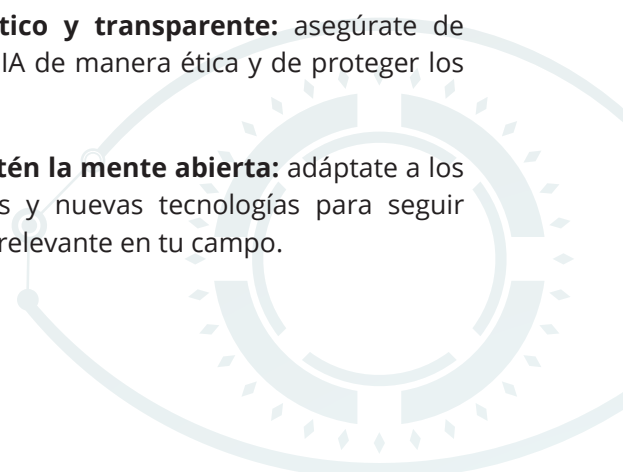 tico y transparente: asegúrate de
IA de manera ética y de proteger los
tén la mente abierta: adáptate a los
s y nuevas tecnologías para seguir
relevante en tu campo.